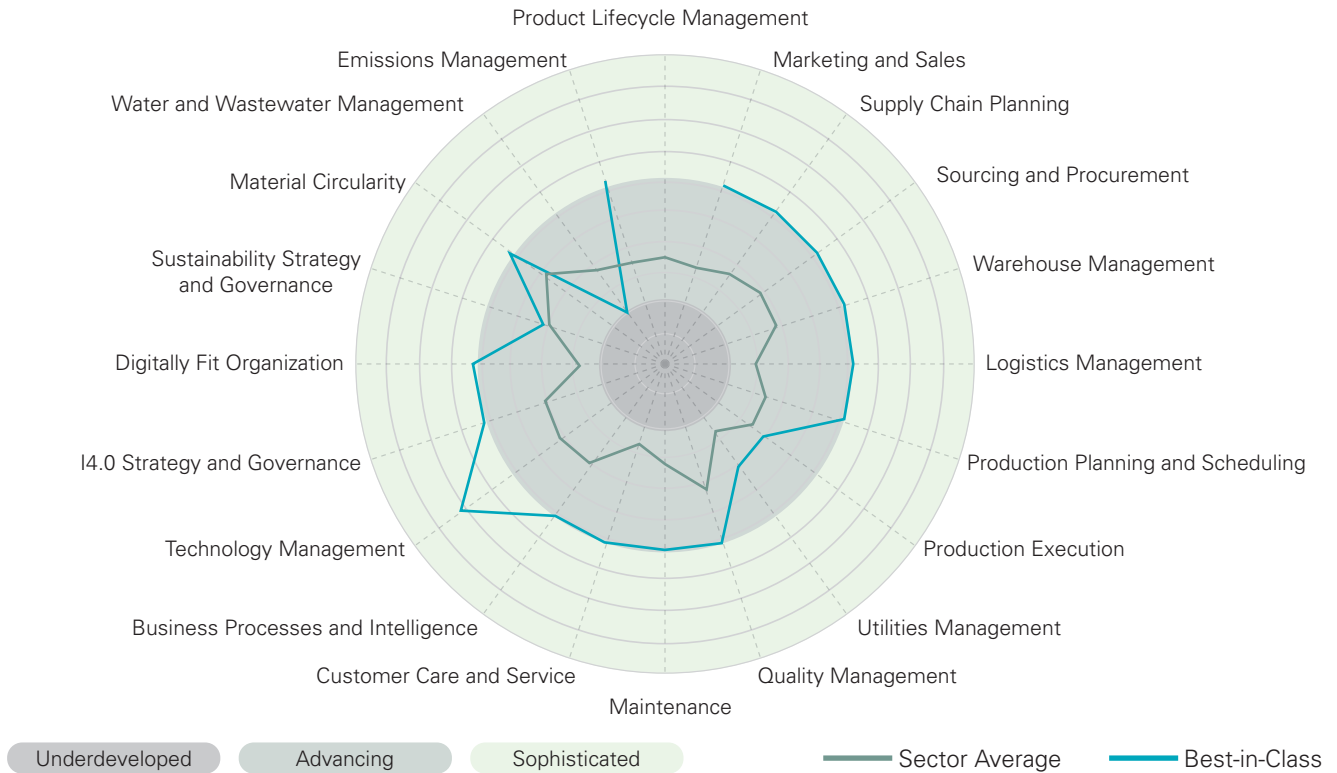 Product Lifecycle Management
Emissions Management
Marketing and Sales
Water and Wastewater Management
Supply Chain Planning
Material Circularity
Sourcing and Procurement
Sustainability Strategy
and Governance
Warehouse Management
Digitally Fit Organization
Logistics Management
I4.0 Strategy and Governance
Production Planning and Scheduling
Technology Management
Production Execution
Business Processes and Intelligence
Utilities Management
Customer Care and Service
Quality Management
Maintenance
Underdeveloped
Advancing
Sophisticated
Sector Average
Best-in-Class